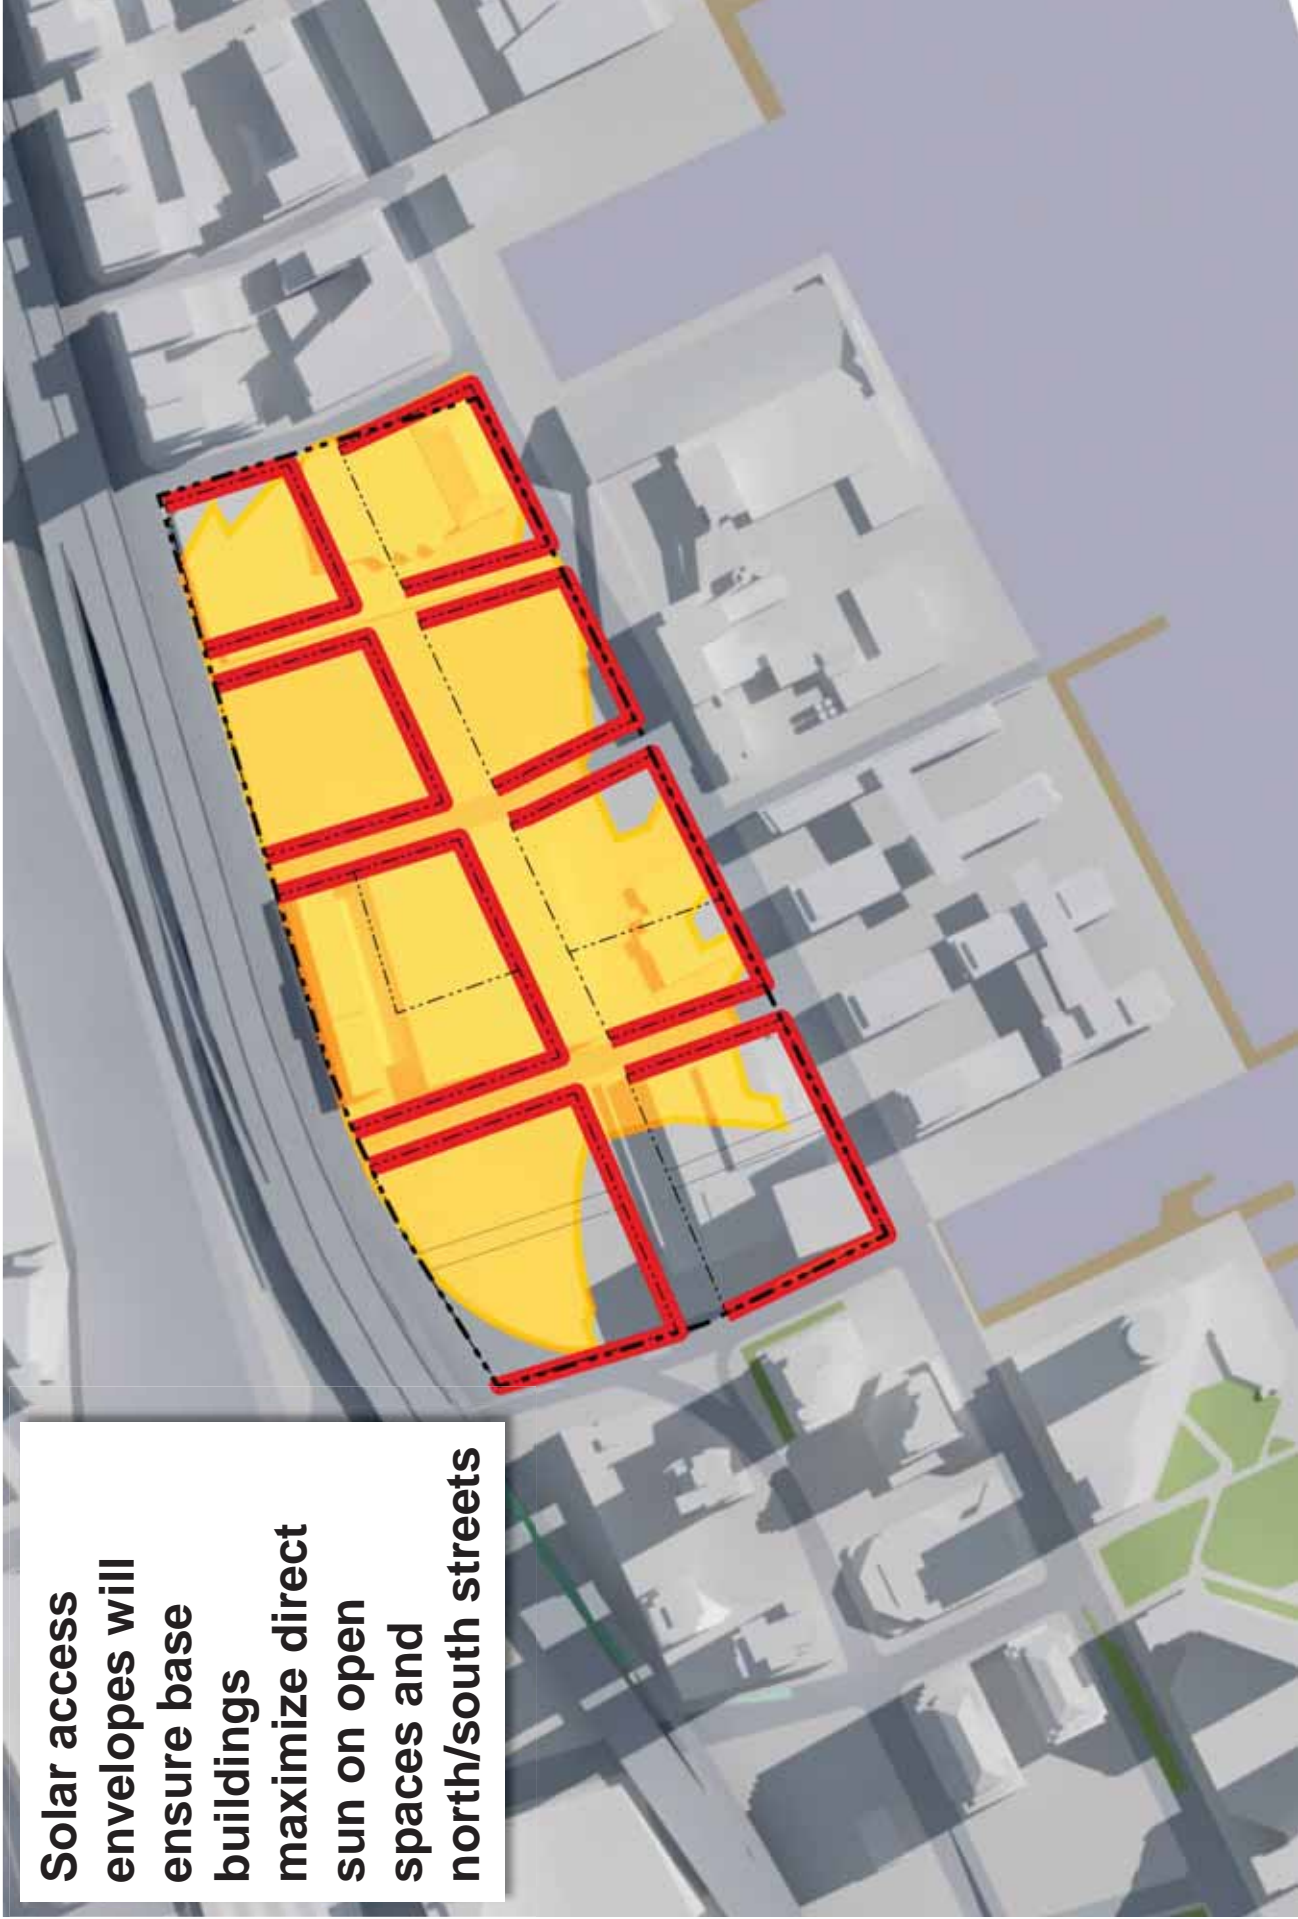 Solar access
envelopes will
ensure base
buildings
maximize direct
sun on open
spaces and
north/south streets